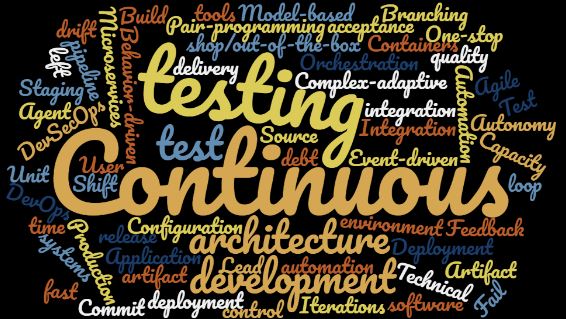 drift
Build
tools
Model-based
Branching
Pair-programming
acceptance
Microservices
Behavior-driven
shop/out-of-the-box
Containers
One-stop
left
pipeline
delivery
Orchestration
quality
Staging
testing
Complex-adaptive
Automation
Agile
Agent
integration
Test
DevSecOps
test
Source
Integration
Autonomy
Continuous
debt
Event-driven
Capacity
Unit
User
Shift
loop
DevOps
time
Configuration
environment
Feedback
systems
Production
release
architecture
Deployment
Application
artifact
Lead
automation
Technical
Artifact
fast
development
Fail
Commit
deployment
control
Iterations
software